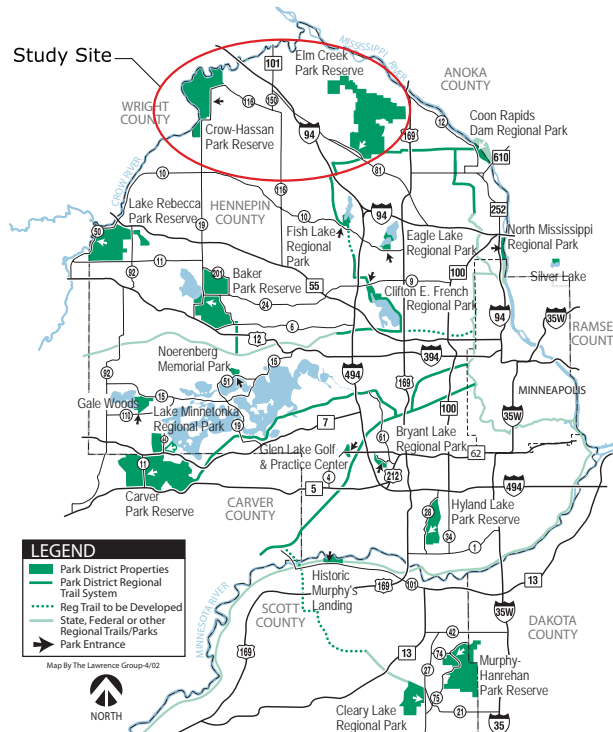 Study Site
MISSISSIPPI RIVER
Elm Creek
Park Reserve
101
ANOKA
COUNTY
WRIGHT
COUNTY
116
150
12
Coon Rapids
Dam Regional Park
94
169
Crow-Hassan
Park Reserve
610
81
CROW RIVER
10
116
Lake Rebecca
Park Reserve
HENNEPIN
COUNTY
252
19
10
94
50
Fish Lake
Regional
Park
Eagle Lake
Regional Park
North Mississippi
Regional Park
11
92
201
Baker
Park Reserve
55
9
100
Silver Lake
24
Clifton E. French
Regional Park
94
35W
6
12
RAMSE
COUNT
394
Noerenberg
Memorial Park
15
494
92
51
169
MINNEAPOLIS
Gale Woods
15
110
Lake Minnetonka
Regional Park
19
7
100
35W
61
Bryant Lake
Regional Park
44
Glen Lake Golf
& Practice Center
62
11
4
212
5
494
Carver
Park Reserve
CARVER
COUNTY
28
Hyland Lake
Park Reserve
34
1
LEGEND
Park District Properties
Park District Regional
Trail System
Reg Trail to be Developed
State, Federal or other
Regional Trails/Parks
Park Entrance
Map By The Lawrence Group-4/02
NORTH
MINNESOTA RIVER
Historic
Murphy's
Landing
169
101
13
SCOTT
COUNTY
35W
DAKOTA
COUNTY
42
169
13
74
27
Murphy-
Hanrehan
Park Reserve
75
Cleary Lake
Regional Park
21
35